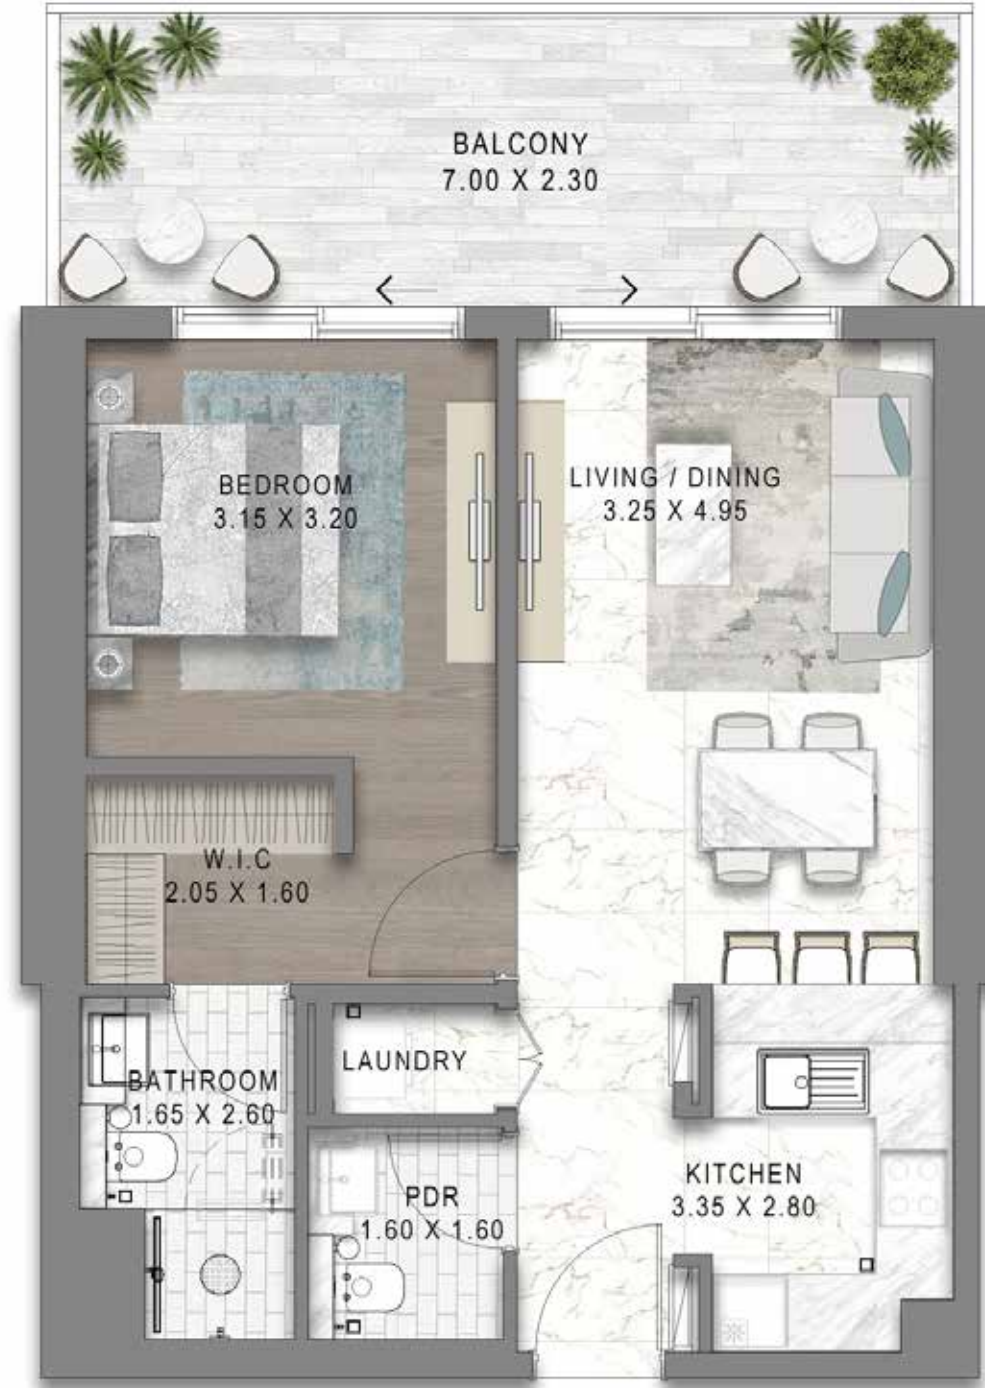 BALCONY
7.00 X 2.30
BEDROOM
3.15 X 3.20
LIVING / DINING
3.25 X 4.95
W.I.C
2.05 X 1.60
LAUNDRY
BATHROOM
1.65 X 2.60
PDR
1.60 X 1.60
KITCHEN
3.35 X 2.80